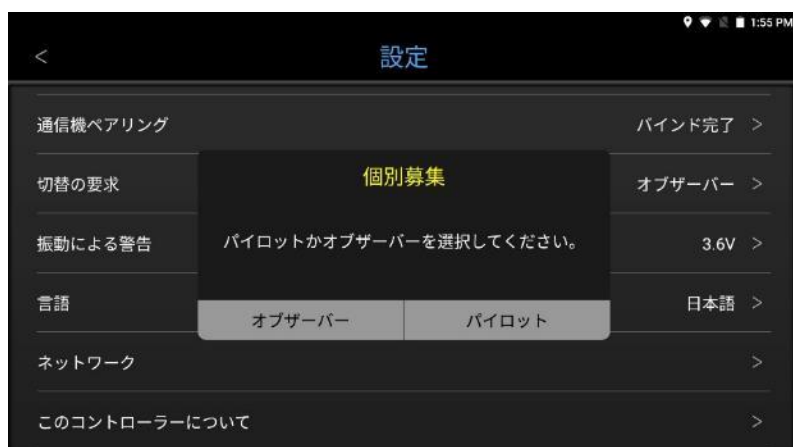 1:55 PM
<
設定
通信機ペアリング
バインド完了 >
切替の要求
オブザーバー >
個別募集
振動による警告
3.6V >
パイロットかオブザーバーを選択してください。
言語
日本語 >
オブザーバー
パイロット
ネットワーク
>
このコントローラーについて
>